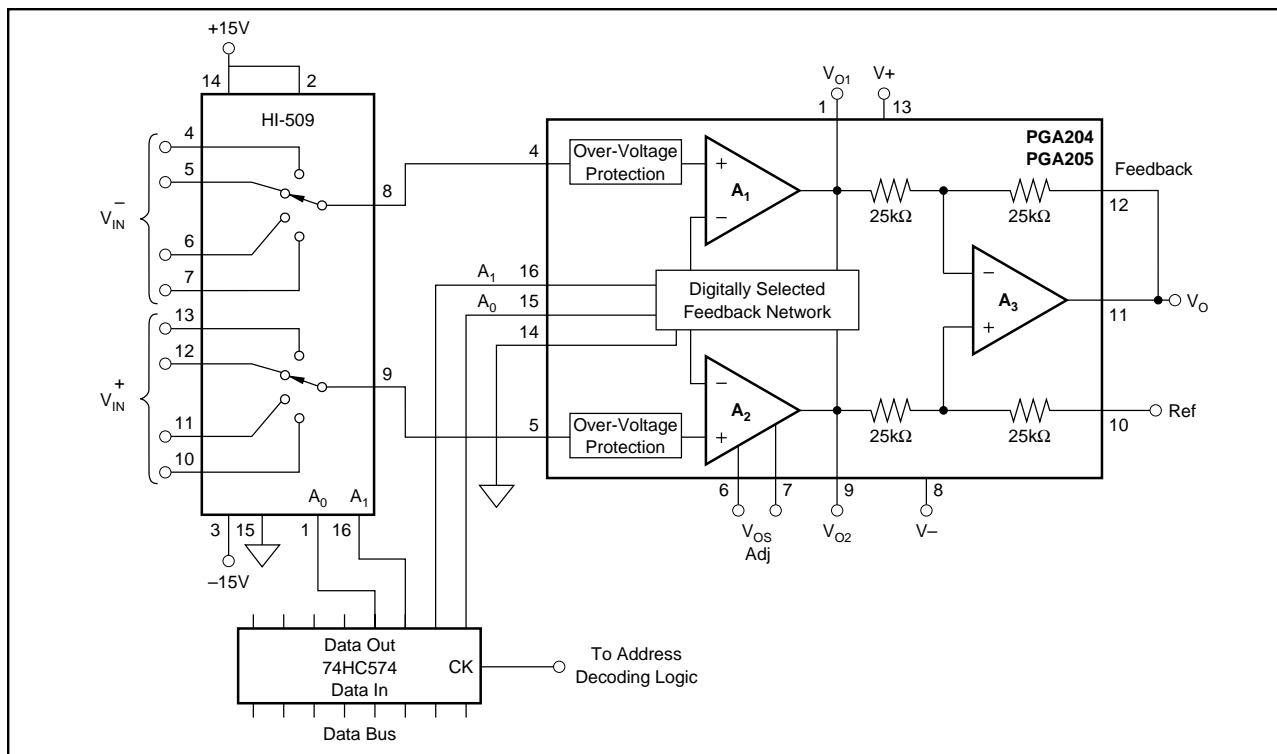 +15V
14
2
HI-509
4
5
6
7
V_IN^–
8
13
12
11
10
V_IN^+
9
A0
A1
3
15
1
16
–15V
Data Out
74HC574
Data In
CK
Data Bus
To Address
Decoding Logic
V_O1
1
V+
13
PGA204
PGA205
4
Over-Voltage
Protection
+
A1
–
25kΩ
25kΩ
Feedback
12
A1
16
A0
15
14
Digitally Selected
Feedback Network
–
A3
+
11
V_O
–
A2
+
5
Over-Voltage
Protection
25kΩ
25kΩ
10
Ref
6
7
9
8
V_OS
Adj
V_O2
V–